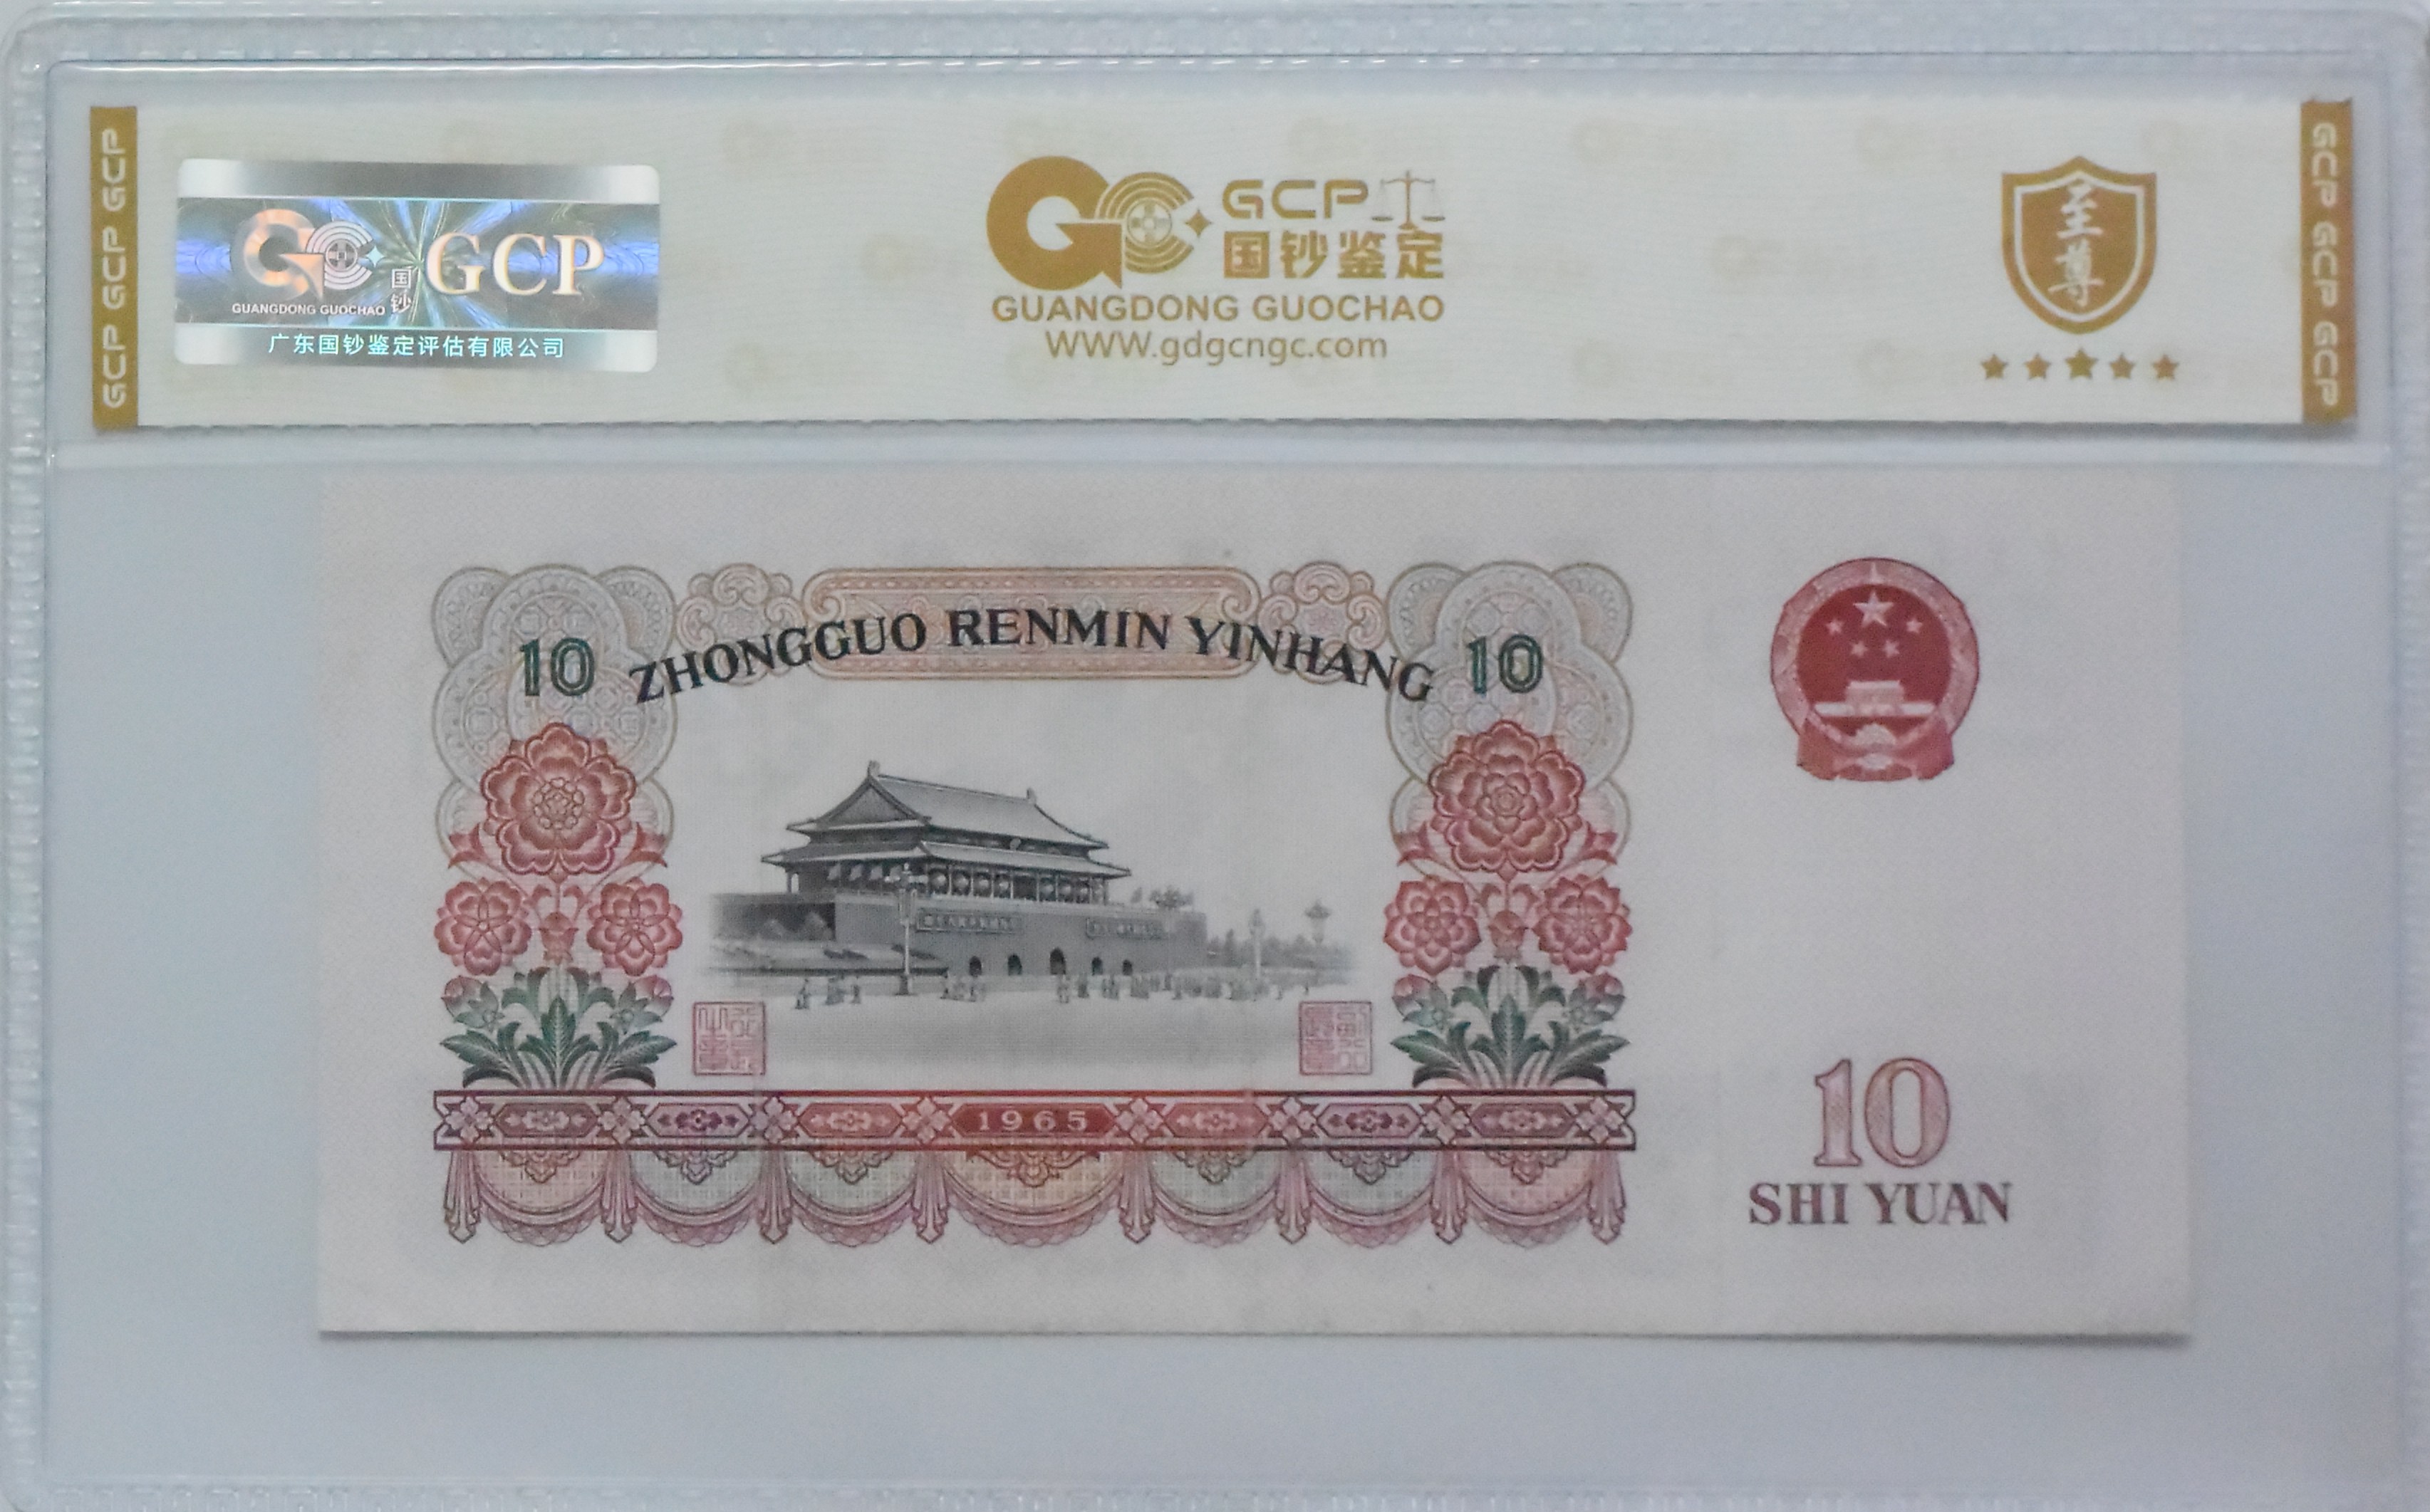 GCP GCP GCP
GCP
国钞
GUANGDONG GUOCHAO
广东国钞鉴定评估有限公司
GCP
国钞鉴定
GUANGDONG GUOCHAO
WWW.gdgcngc.com
至尊
GCP GCP GCP
10 ZHONGGUO RENMIN YINHANG 10
1965
10
SHI YUAN